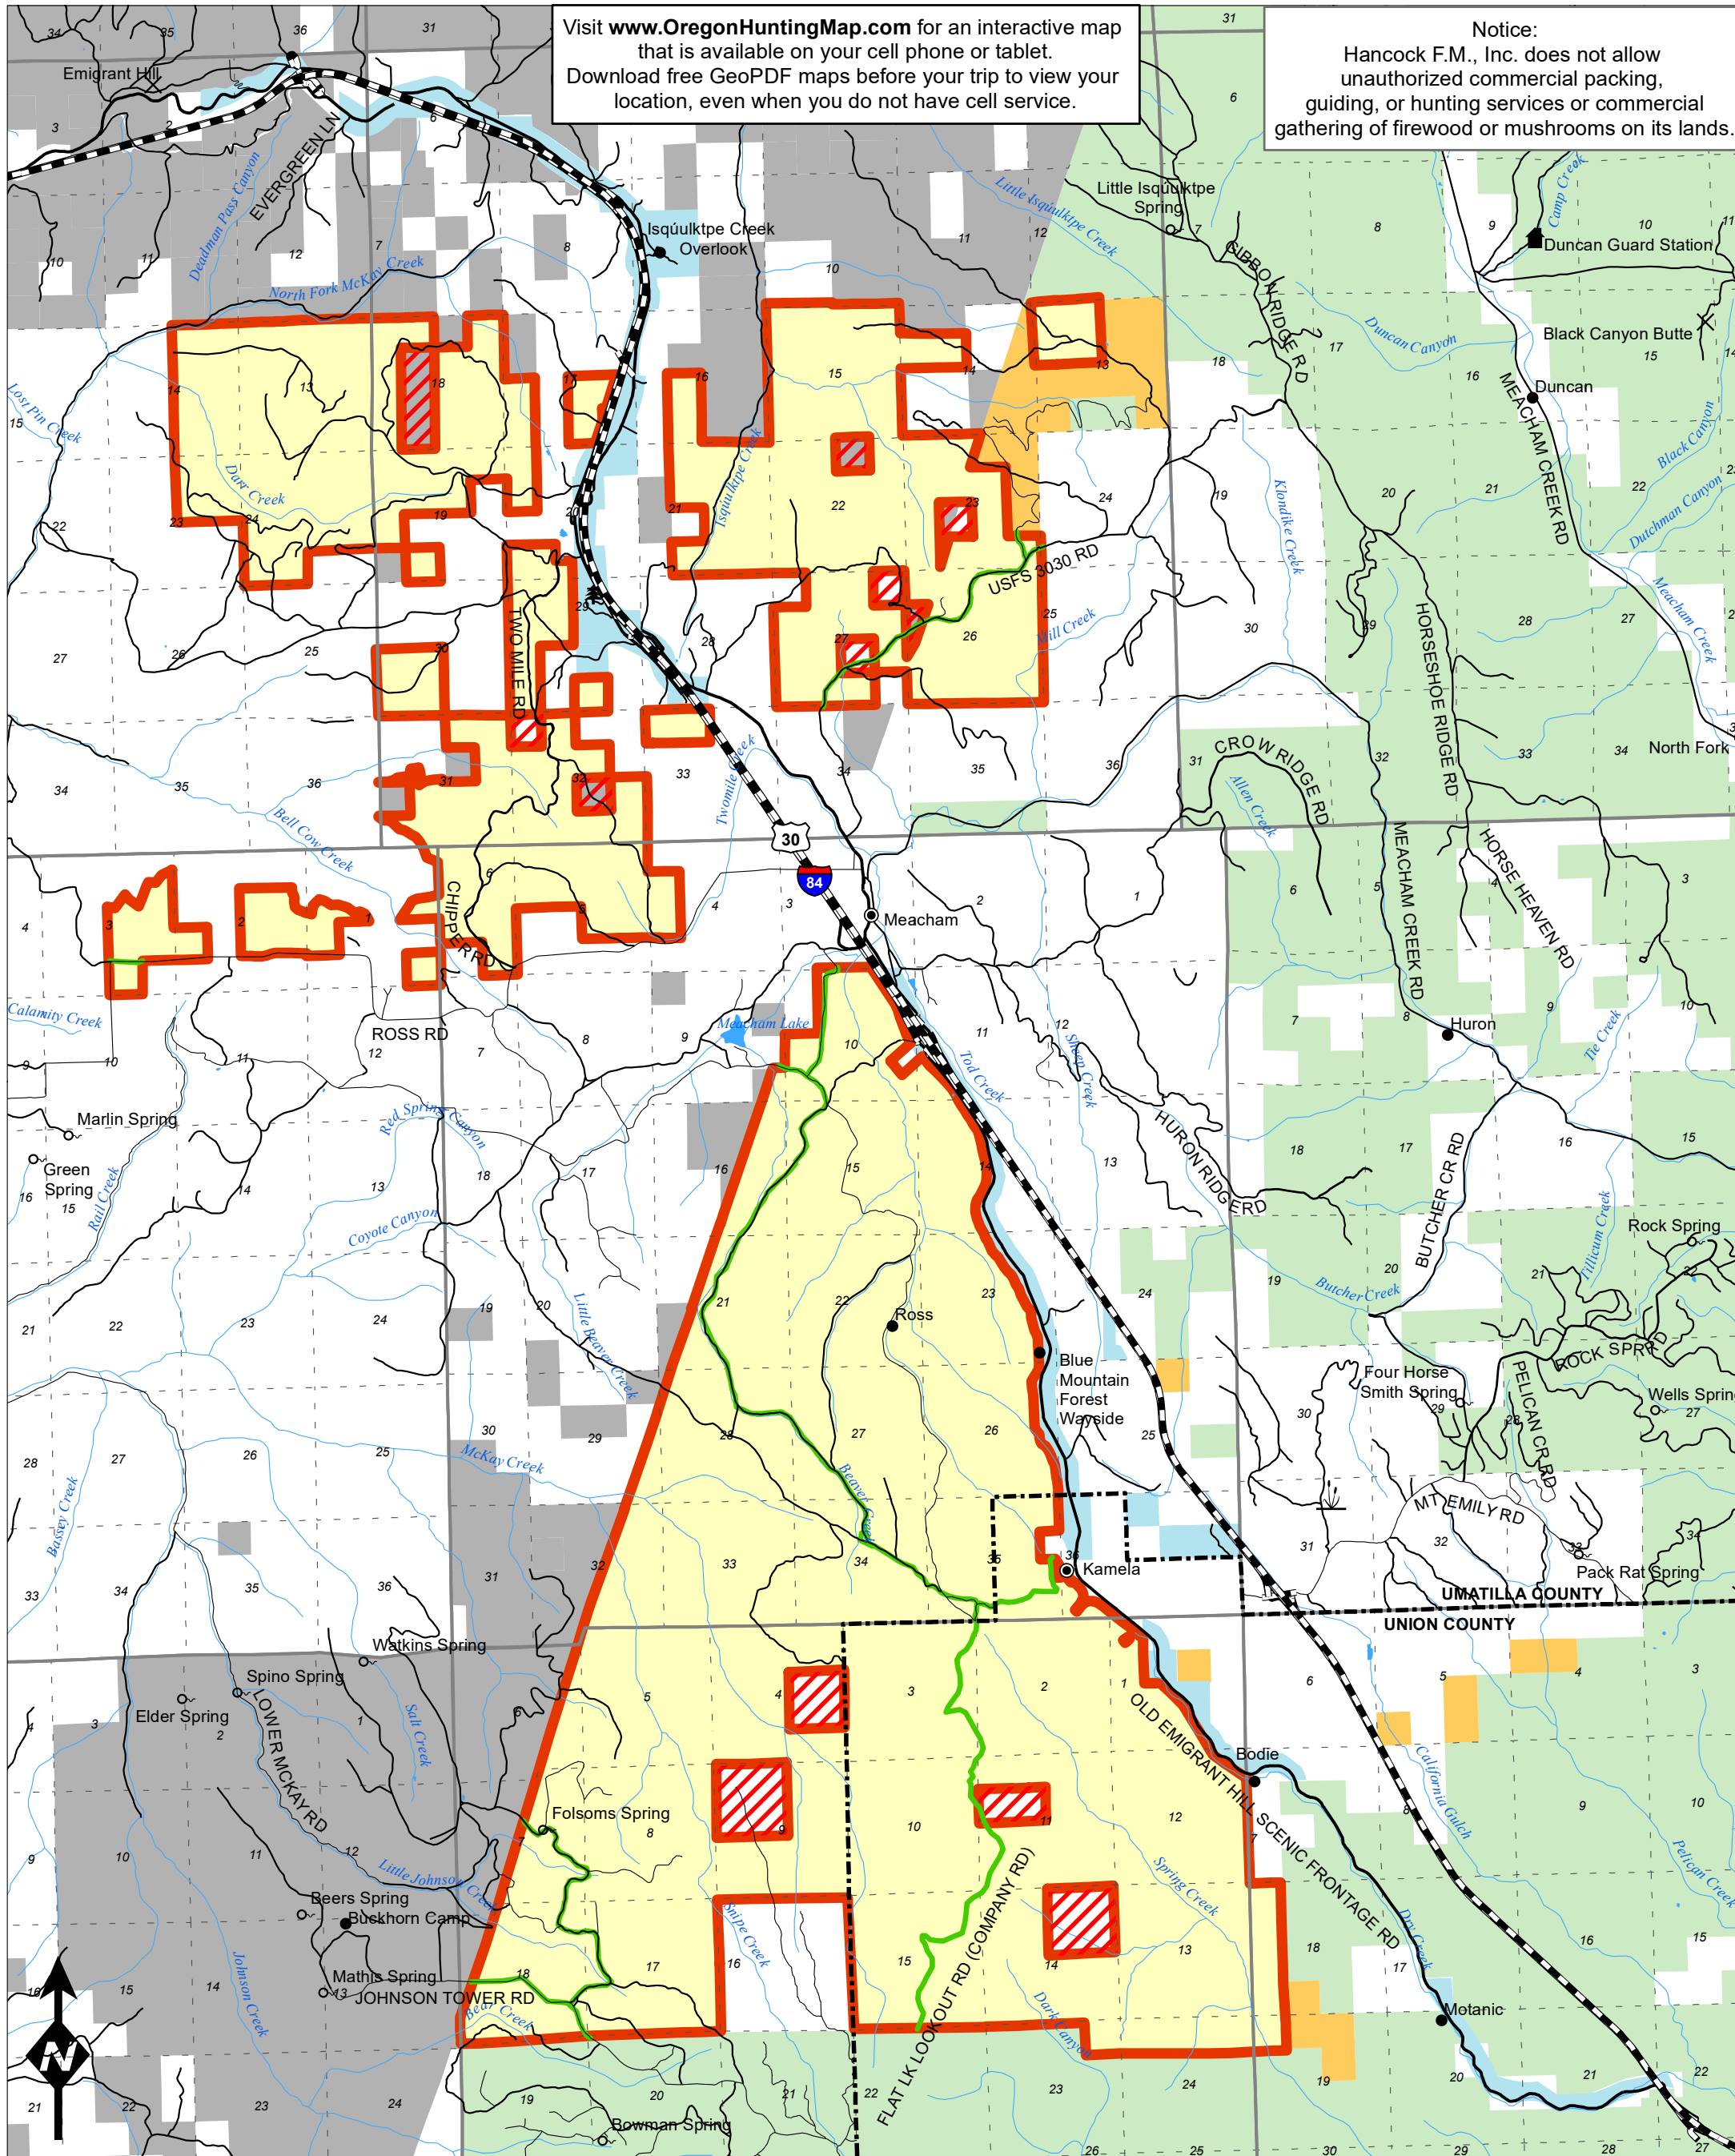 Visit www.OregonHuntingMap.com for an interactive map
that is available on your cell phone or tablet.
Download free GeoPDF maps before your trip to view your
location, even when you do not have cell service.
Notice:
Hancock F.M., Inc. does not allow
unauthorized commercial packing,
guiding, or hunting services or commercial
gathering of firewood or mushrooms on its lands.
Emigrant Hill
EVERGREEN LN
Deadman Pass Canyon
North Fork McKay Creek
Isqúulktpe Creek
Overlook
Little Isqúulktpe Creek
Little Isqúulktpe
Spring
GIBBON RIDGE RD
Camp Creek
Duncan Guard Station
Duncan Canyon
Black Canyon Butte
Duncan
MEACHAM CREEK RD
Black Canyon
Dutchman Canyon
Meacham Creek
Lost Pin Creek
Darr Creek
Isqúulktpe Creek
Klondike Creek
USFS 3030 RD
Mill Creek
TWO MILE RD
HORSESHOE RIDGE RD
North Fork
CROW RIDGE RD
Allen Creek
Twomile Creek
Bell Cow Creek
30
84
MEACHAM CREEK RD
HORSE HEAVEN RD
CHIPPER RD
Meacham
Calamity Creek
ROSS RD
Meacham Lake
Huron
Tie Creek
Tod Creek
Sheep Creek
Marlin Spring
Green
Spring
Rail Creek
Red Spring Canyon
Coyote Canyon
HURON RIDGE RD
BUTCHER CR RD
Tillicum Creek
Rock Spring
Butcher Creek
Little Beaver Creek
Ross
Blue
Mountain
Forest
Wayside
ROCK SPR RD
Four Horse
Smith Spring
PELICAN CR RD
Wells Spring
McKay Creek
Bassey Creek
Beaver Creek
MT EMILY RD
Kamela
Pack Rat Spring
UMATILLA COUNTY
UNION COUNTY
Watkins Spring
Spino Spring
Elder Spring
LOWER MCKAY RD
Salt Creek
OLD EMIGRANT HILL SCENIC FRONTAGE RD
Bodie
California Gulch
Pelican Creek
Folsoms Spring
Little Johnson Creek
Beers Spring
Buckhorn Camp
Spring Creek
Snipe Creek
FLAT LK LOOKOUT RD (COMPANY RD)
Dry Creek
Mathis Spring
JOHNSON TOWER RD
Johnson Creek
Bear Creek
Dark Canyon
Motanic
N
Bowman Spring